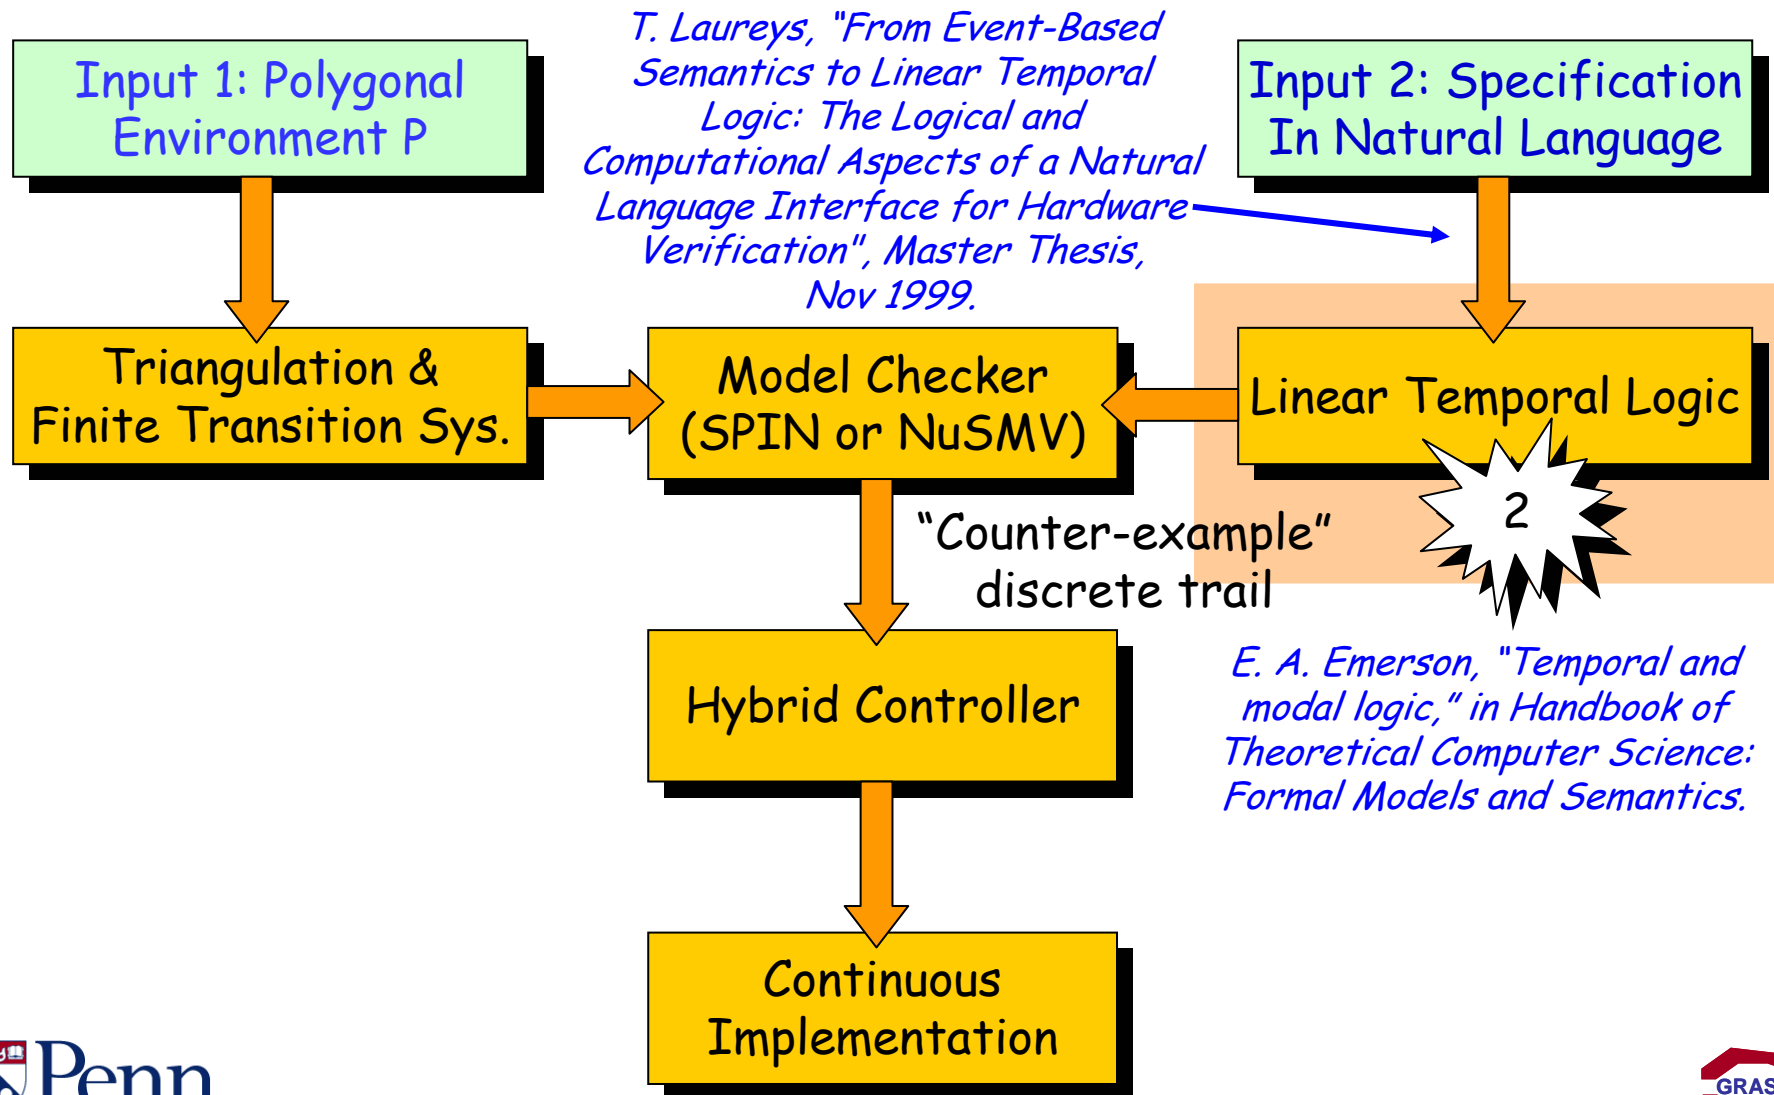 Input 1: Polygonal
Environment P
T. Laureys, "From Event-Based
Semantics to Linear Temporal
Logic: The Logical and
Computational Aspects of a Natural
Language Interface for Hardware
Verification", Master Thesis,
Nov 1999.
Input 2: Specification
In Natural Language
Triangulation &
Finite Transition Sys.
Model Checker
(SPIN or NuSMV)
Linear Temporal Logic
2
"Counter-example"
discrete trail
Hybrid Controller
E. A. Emerson, "Temporal and
modal logic," in Handbook of
Theoretical Computer Science:
Formal Models and Semantics.
Continuous
Implementation
Penn
GRAS